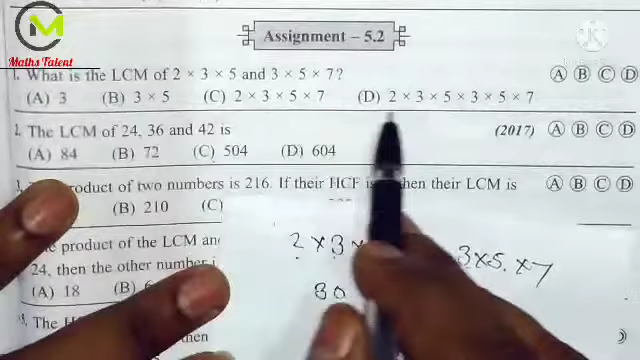 CM
Maths Talent
K
Assignment – 5.2
1. What is the LCM of 2 × 3 × 5 and 3 × 5 × 7? Ⓐ Ⓑ Ⓒ Ⓓ
(A) 3 (B) 3 × 5 (C) 2 × 3 × 5 × 7 (D) 2 × 3 × 5 × 3 × 5 × 7
The LCM of 24, 36 and 42 is (2017) Ⓐ Ⓑ Ⓒ Ⓓ
(A) 84 (B) 72 (C) 504 (D) 604
product of two numbers is 216. If their HCF is then their LCM is Ⓐ Ⓑ Ⓒ Ⓓ
(B) 210 (C)
product of the LCM
24, then the other number
(A) 18 (B)
The
then
2 × 3 × 3 × 5 × 7
30